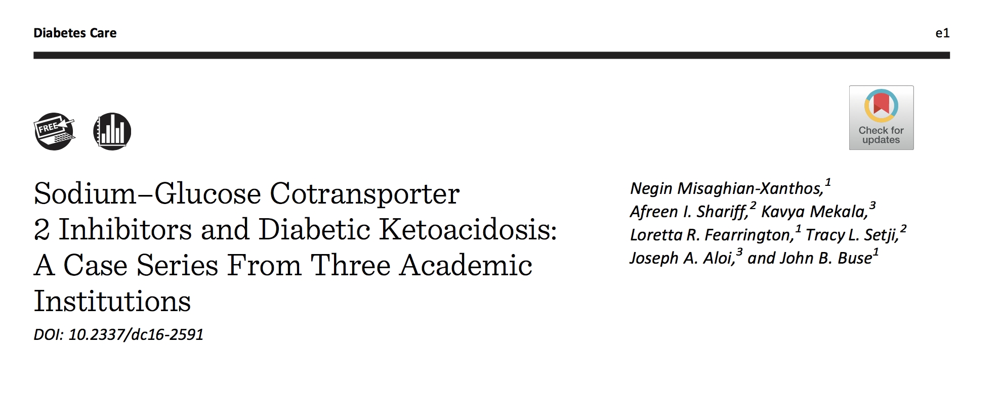 Diabetes Care
e1
FREE
Check for
updates
Sodium–Glucose Cotransporter
2 Inhibitors and Diabetic Ketoacidosis:
A Case Series From Three Academic
Institutions
DOI: 10.2337/dc16-2591
Negin Misaghian-Xanthos,1
Afreen I. Shariff,2 Kavya Mekala,3
Loretta R. Fearrington,1 Tracy L. Setji,2
Joseph A. Aloi,3 and John B. Buse1